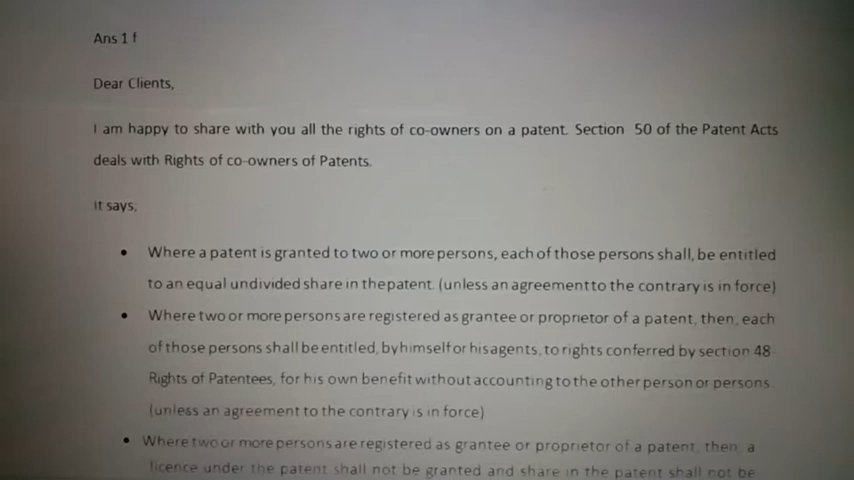 Ans 1 f
Dear Clients,
I am happy to share with you all the rights of co-owners on a patent. Section 50 of the Patent Acts
deals with Rights of co-owners of Patents.
It says,
• Where a patent is granted to two or more persons, each of those persons shall, be entitled
to an equal undivided share in the patent. (unless an agreement to the contrary is in force)
• Where two or more persons are registered as grantee or proprietor of a patent, then, each
of those persons shall be entitled, by himself or his agents, to rights conferred by section 48-
Rights of Patentees, for his own benefit without accounting to the other person or persons.
(unless an agreement to the contrary is in force)
• Where two or more persons are registered as grantee or proprietor of a patent, then, a
licence under the patent shall not be granted and share in the patent shall not be